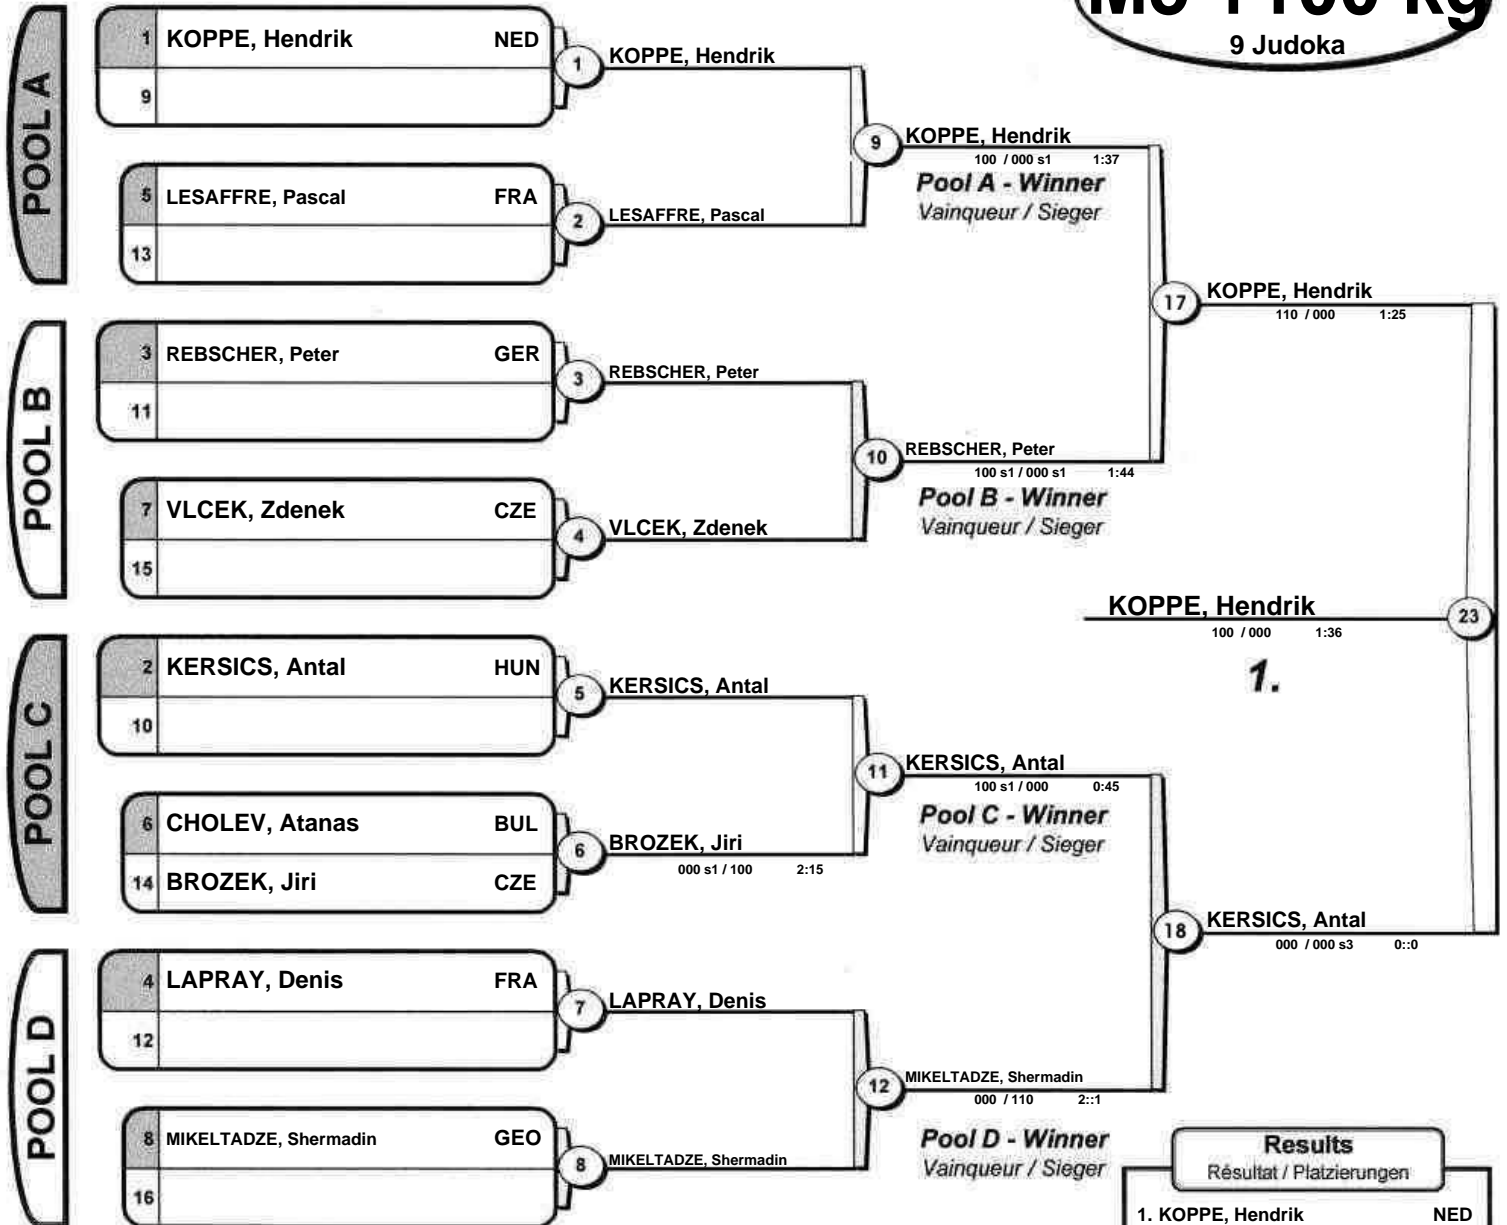 9 Judoka
POOL A
1 KOPPE, Hendrik NED
9
1 KOPPE, Hendrik
5 LESAFFRE, Pascal FRA
13
2 LESAFFRE, Pascal
9 KOPPE, Hendrik
100 / 000 s1 1:37
Pool A - Winner
Vainqueur / Sieger
POOL B
3 REBSCHER, Peter GER
11
3 REBSCHER, Peter
7 VLCEK, Zdenek CZE
15
4 VLCEK, Zdenek
10 REBSCHER, Peter
100 s1 / 000 s1 1:44
Pool B - Winner
Vainqueur / Sieger
17 KOPPE, Hendrik
110 / 000 1:25
KOPPE, Hendrik 23
100 / 000 1:36
1.
POOL C
2 KERSICS, Antal HUN
10
5 KERSICS, Antal
6 CHOLEV, Atanas BUL
14 BROZEK, Jiri CZE
6 BROZEK, Jiri
000 s1 / 100 2:15
11 KERSICS, Antal
100 s1 / 000 0:45
Pool C - Winner
Vainqueur / Sieger
18 KERSICS, Antal
000 / 000 s3 0::0
POOL D
4 LAPRAY, Denis FRA
12
7 LAPRAY, Denis
8 MIKELTADZE, Shermadin GEO
16
8 MIKELTADZE, Shermadin
12 MIKELTADZE, Shermadin
000 / 110 2::1
Pool D - Winner
Vainqueur / Sieger
Results
Résultat / Platzierungen
1. KOPPE, Hendrik NED